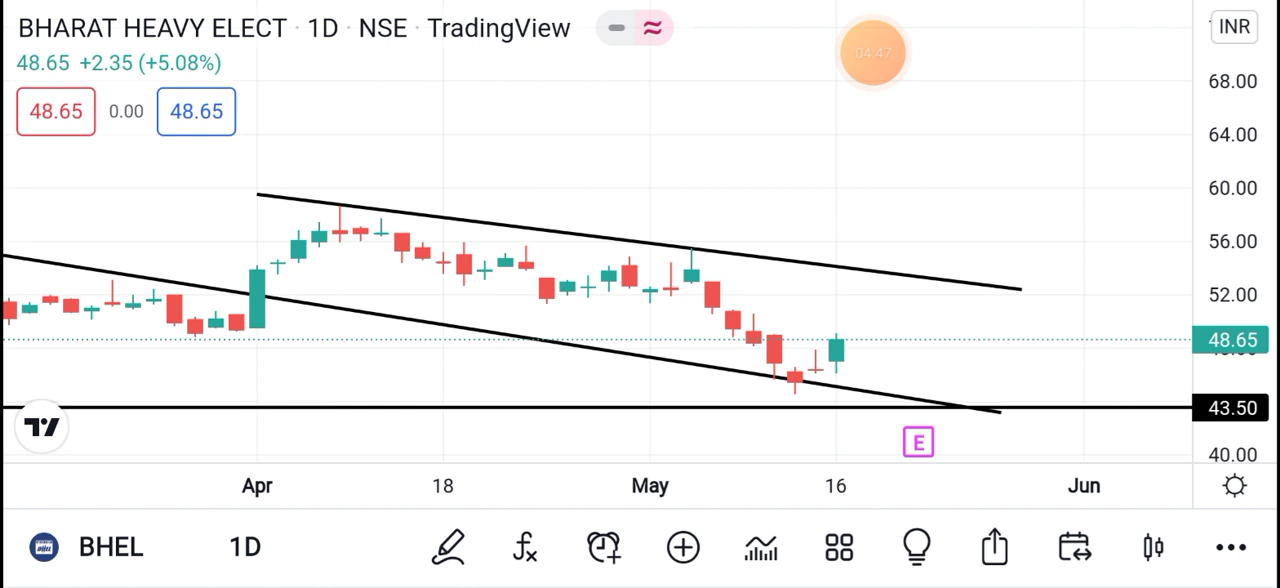 BHARAT HEAVY ELECT · 1D · NSE · TradingView
INR
48.65 +2.35 (+5.08%)
04:47
48.65 0.00 48.65
68.00
64.00
60.00
56.00
52.00
48.65
43.50
40.00
E
Apr 18 May 16 Jun
BHEL 1D